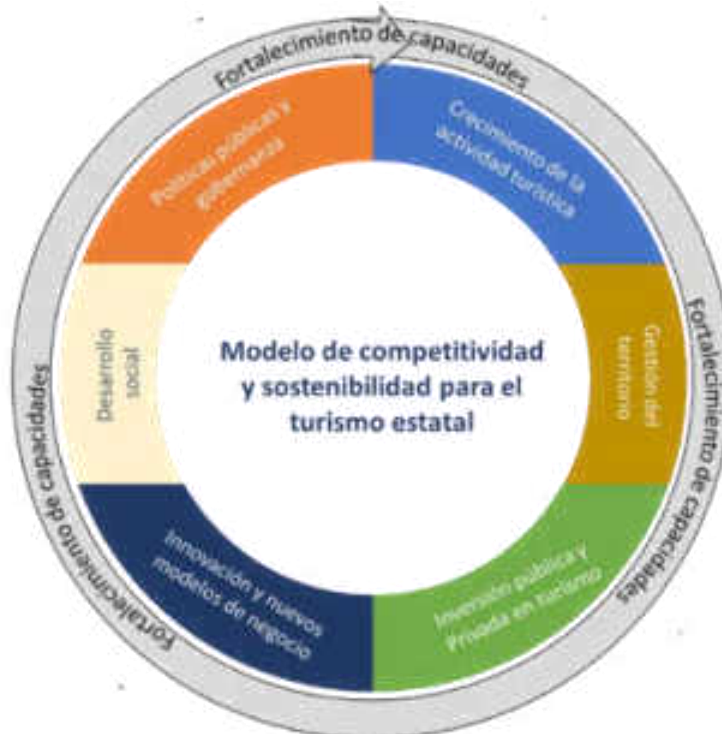 Fortalecimiento de capacidades
Crecimiento de la
actividad turística
Gestión del
territorio
Fortalecimiento de capacidades
Inversión pública y
Privada en turismo
Innovación y nuevos
modelos de negocio
Fortalecimiento de capacidades
Desarrollo
social
Políticas públicas y
gobernanza
Modelo de competitividad
y sostenibilidad para el
turismo estatal